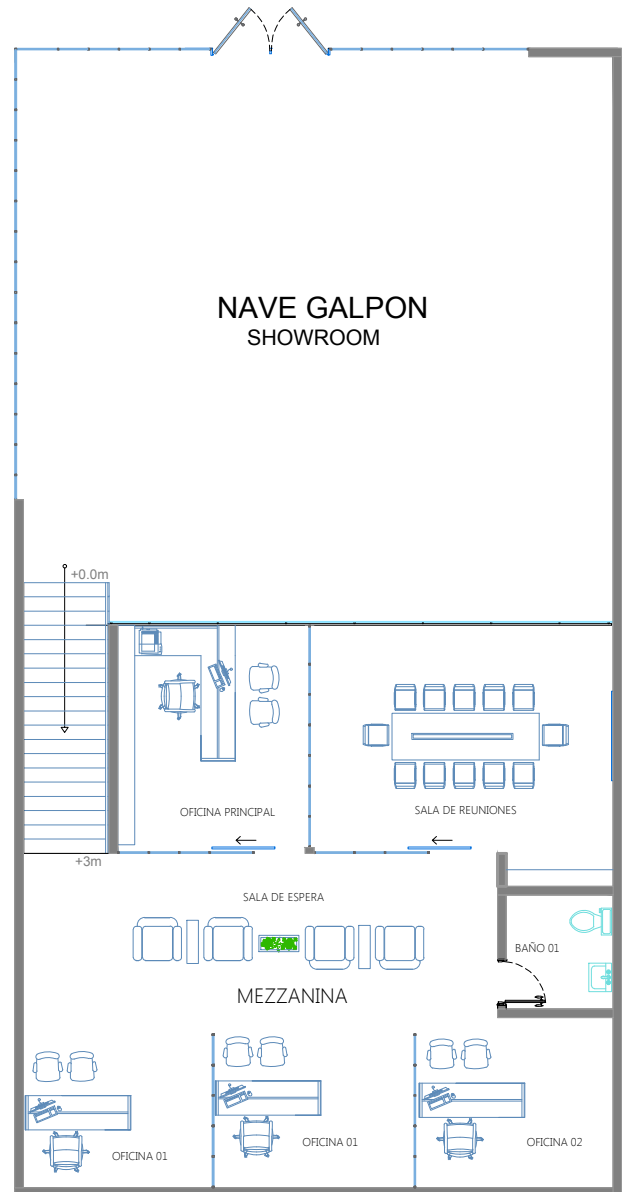 NAVE GALPON
SHOWROOM
+0.0m
OFICINA PRINCIPAL
SALA DE REUNIONES
+3m
SALA DE ESPERA
BAÑO 01
MEZZANINA
OFICINA 01
OFICINA 01
OFICINA 02